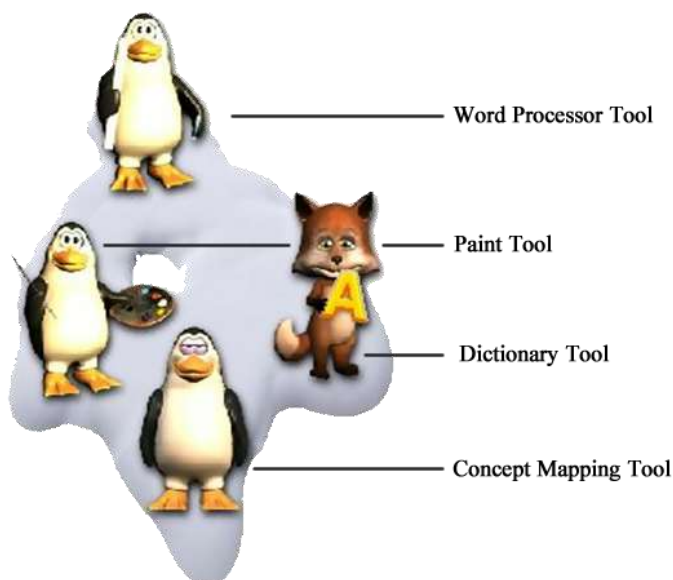 Word Processor Tool
Paint Tool
A
Dictionary Tool
Concept Mapping Tool